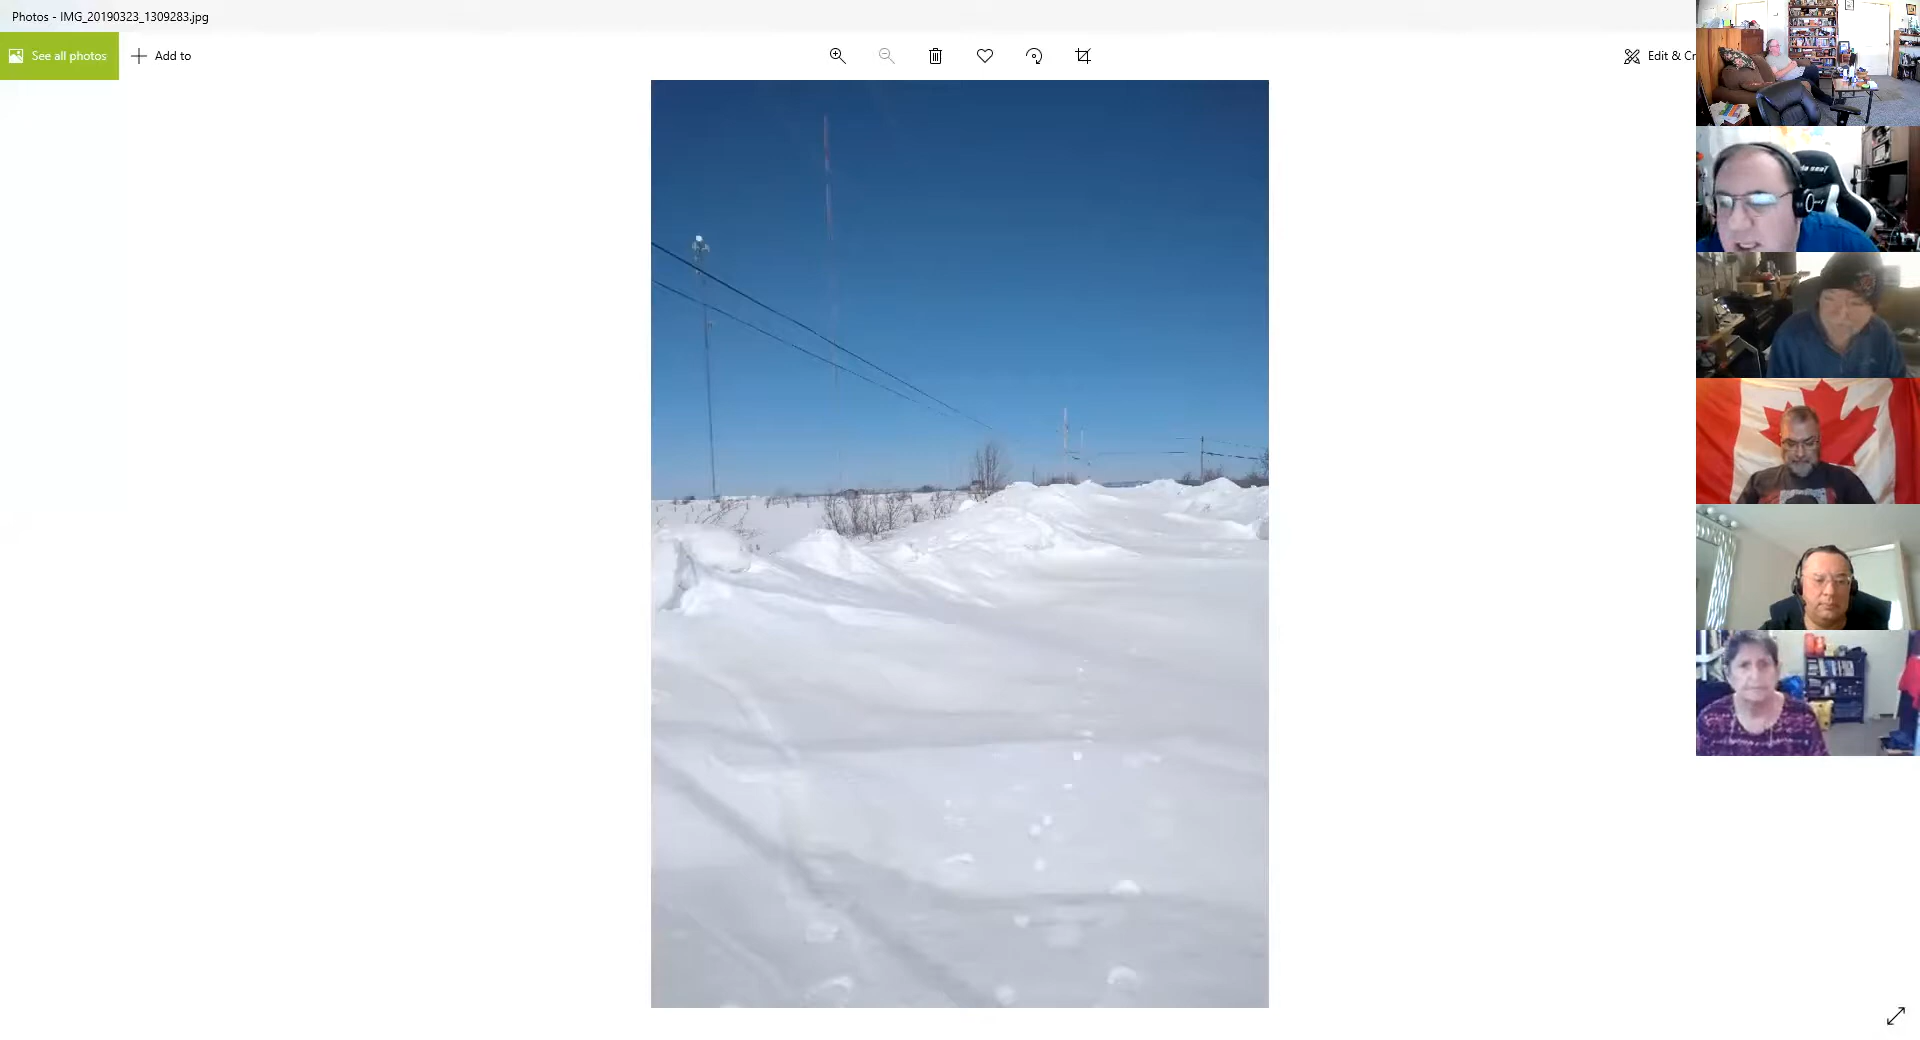 Photos - IMG_20190323_1309283.jpg
See all photos
Add to
Edit & Cr